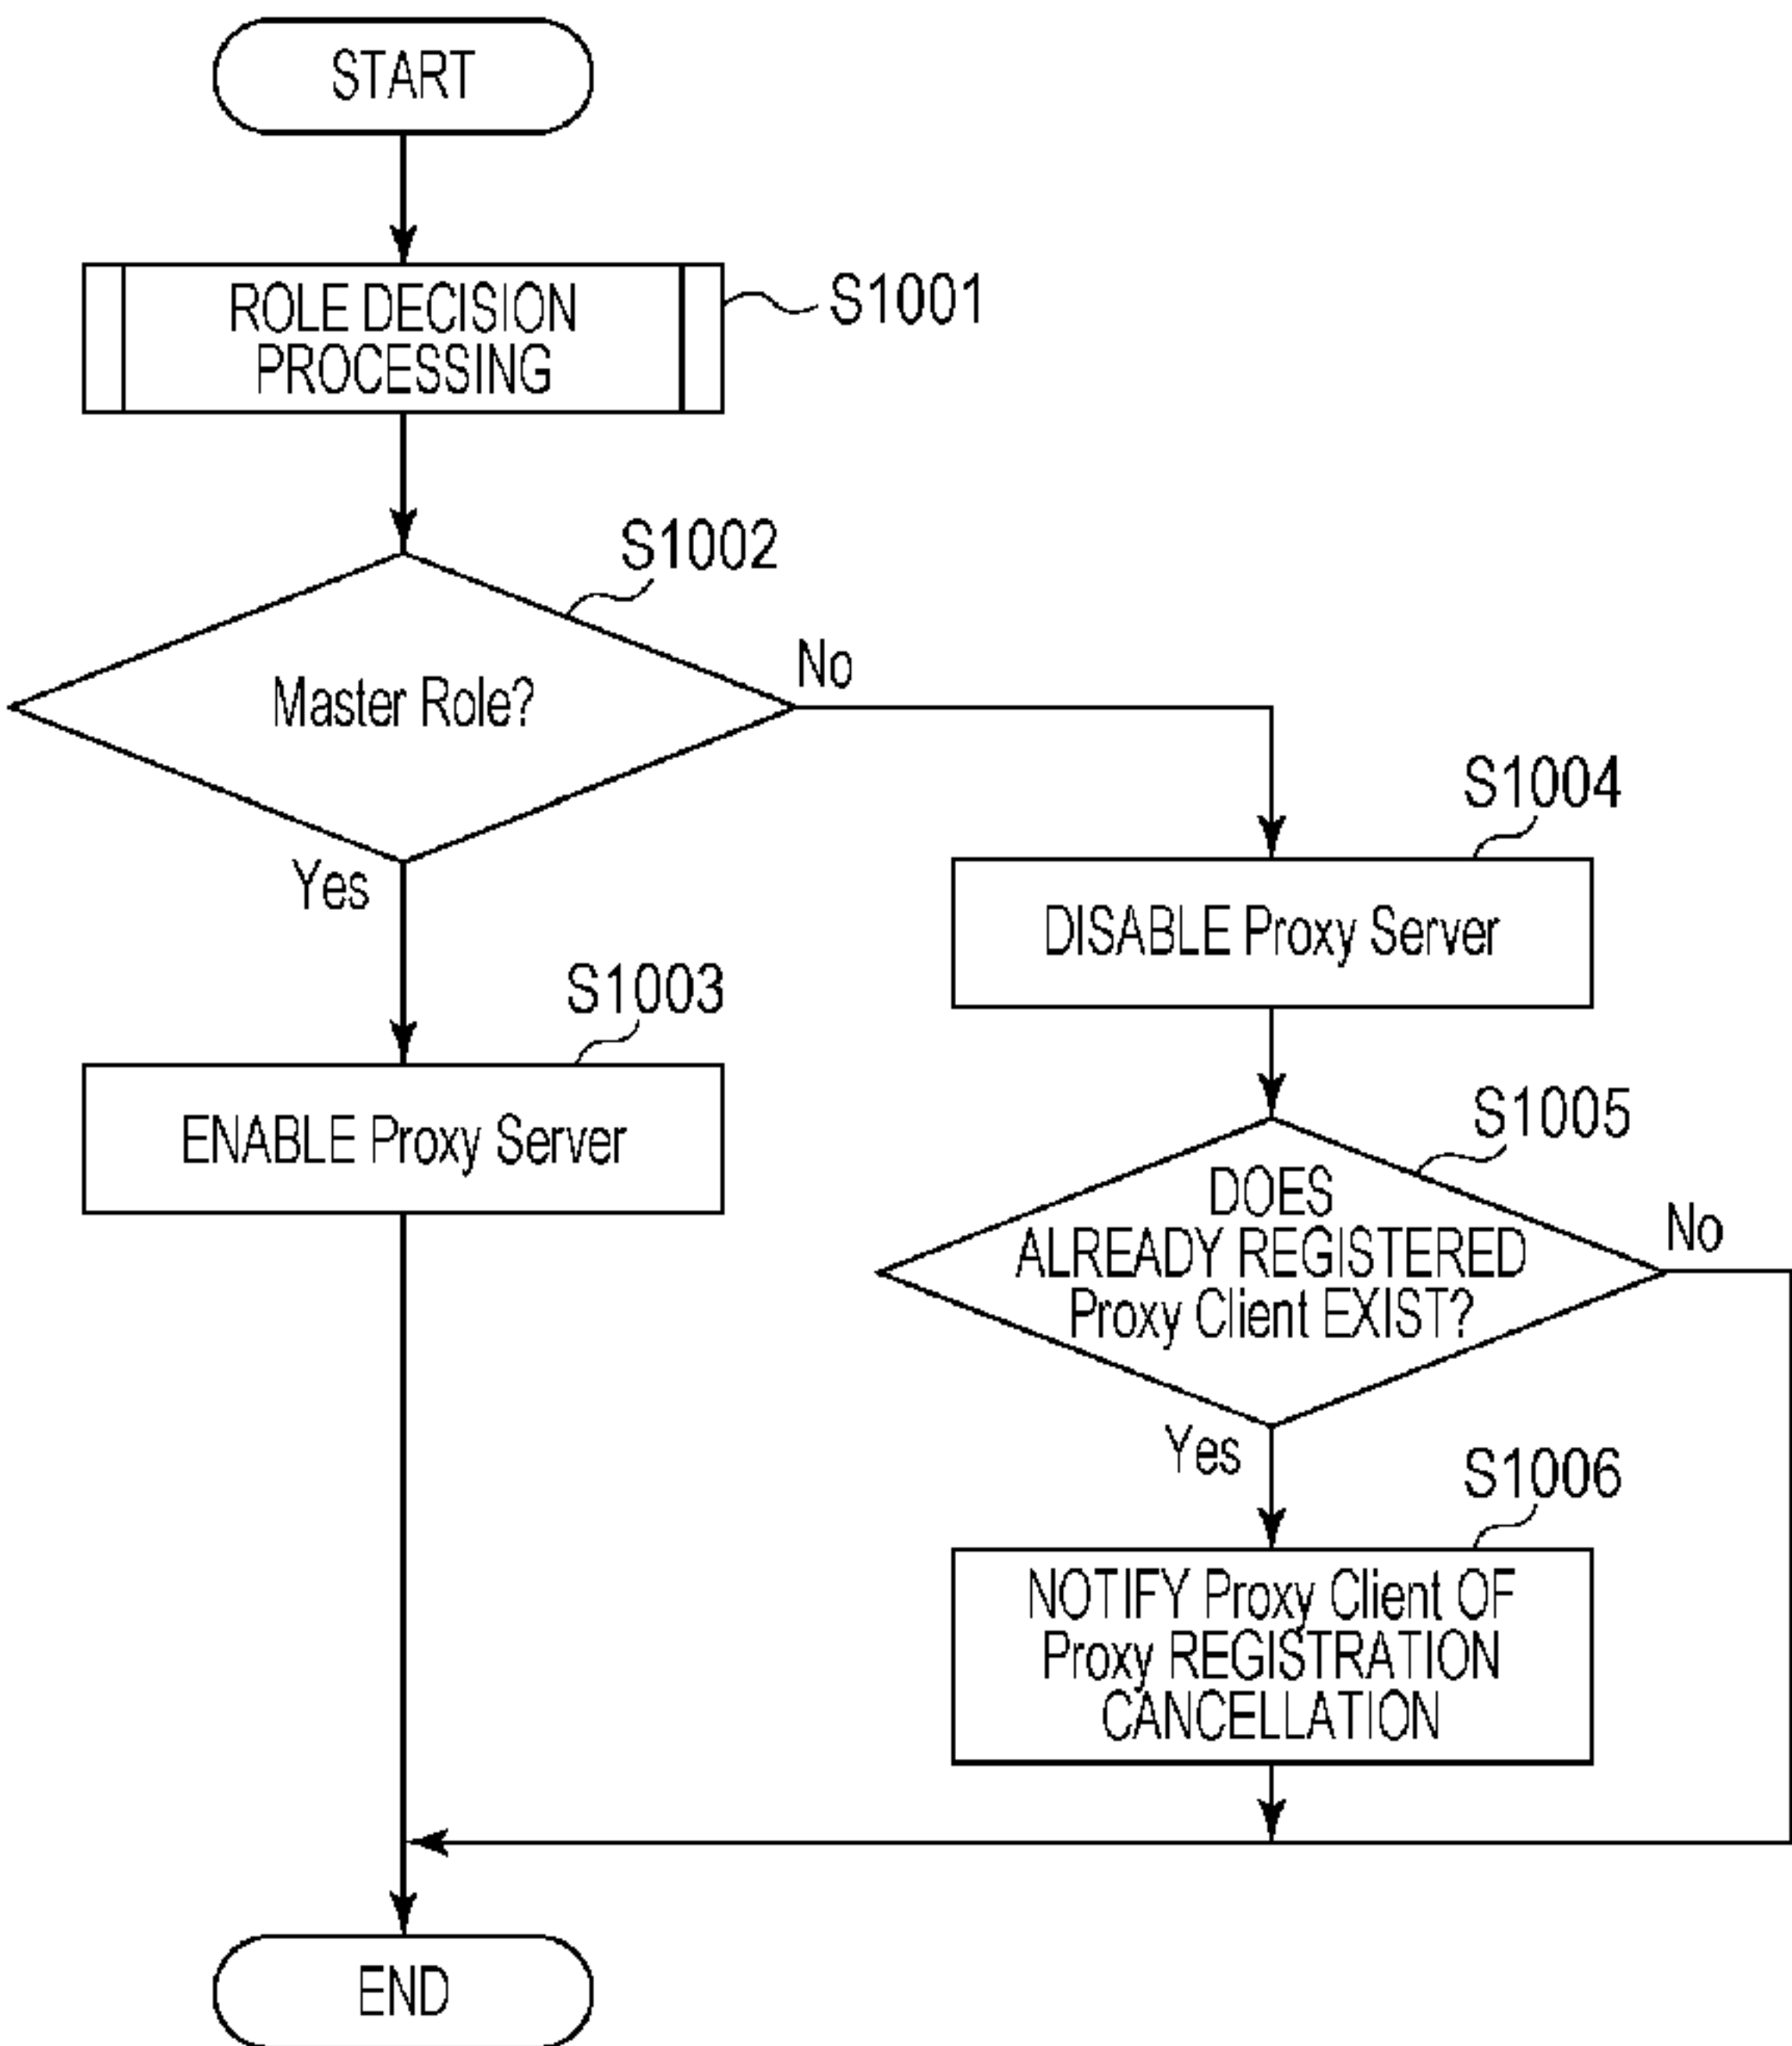 START
ROLE DECISION
PROCESSING
S1001
S1002
Master Role?
No
Yes
S1004
DISABLE Proxy Server
S1003
ENABLE Proxy Server
S1005
DOES
ALREADY REGISTERED
Proxy Client EXIST?
No
Yes
S1006
NOTIFY Proxy Client OF
Proxy REGISTRATION
CANCELLATION
END